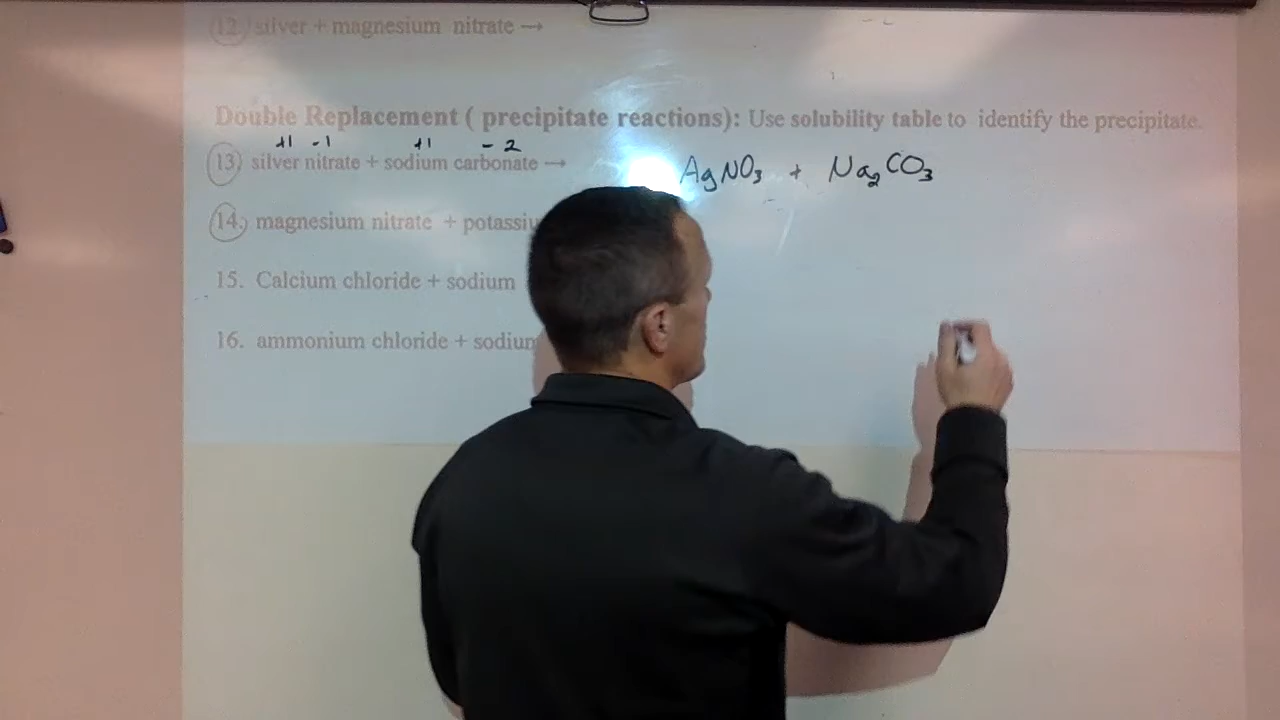 12. silver + magnesium nitrate →
Double Replacement ( precipitate reactions): Use solubility table to identify the precipitate.
+1 -1 +1 -2
13) silver nitrate + sodium carbonate → AgNO₃ + Na₂CO₃
14. magnesium nitrate + potassiu
15. Calcium chloride + sodium
16. ammonium chloride + sodium